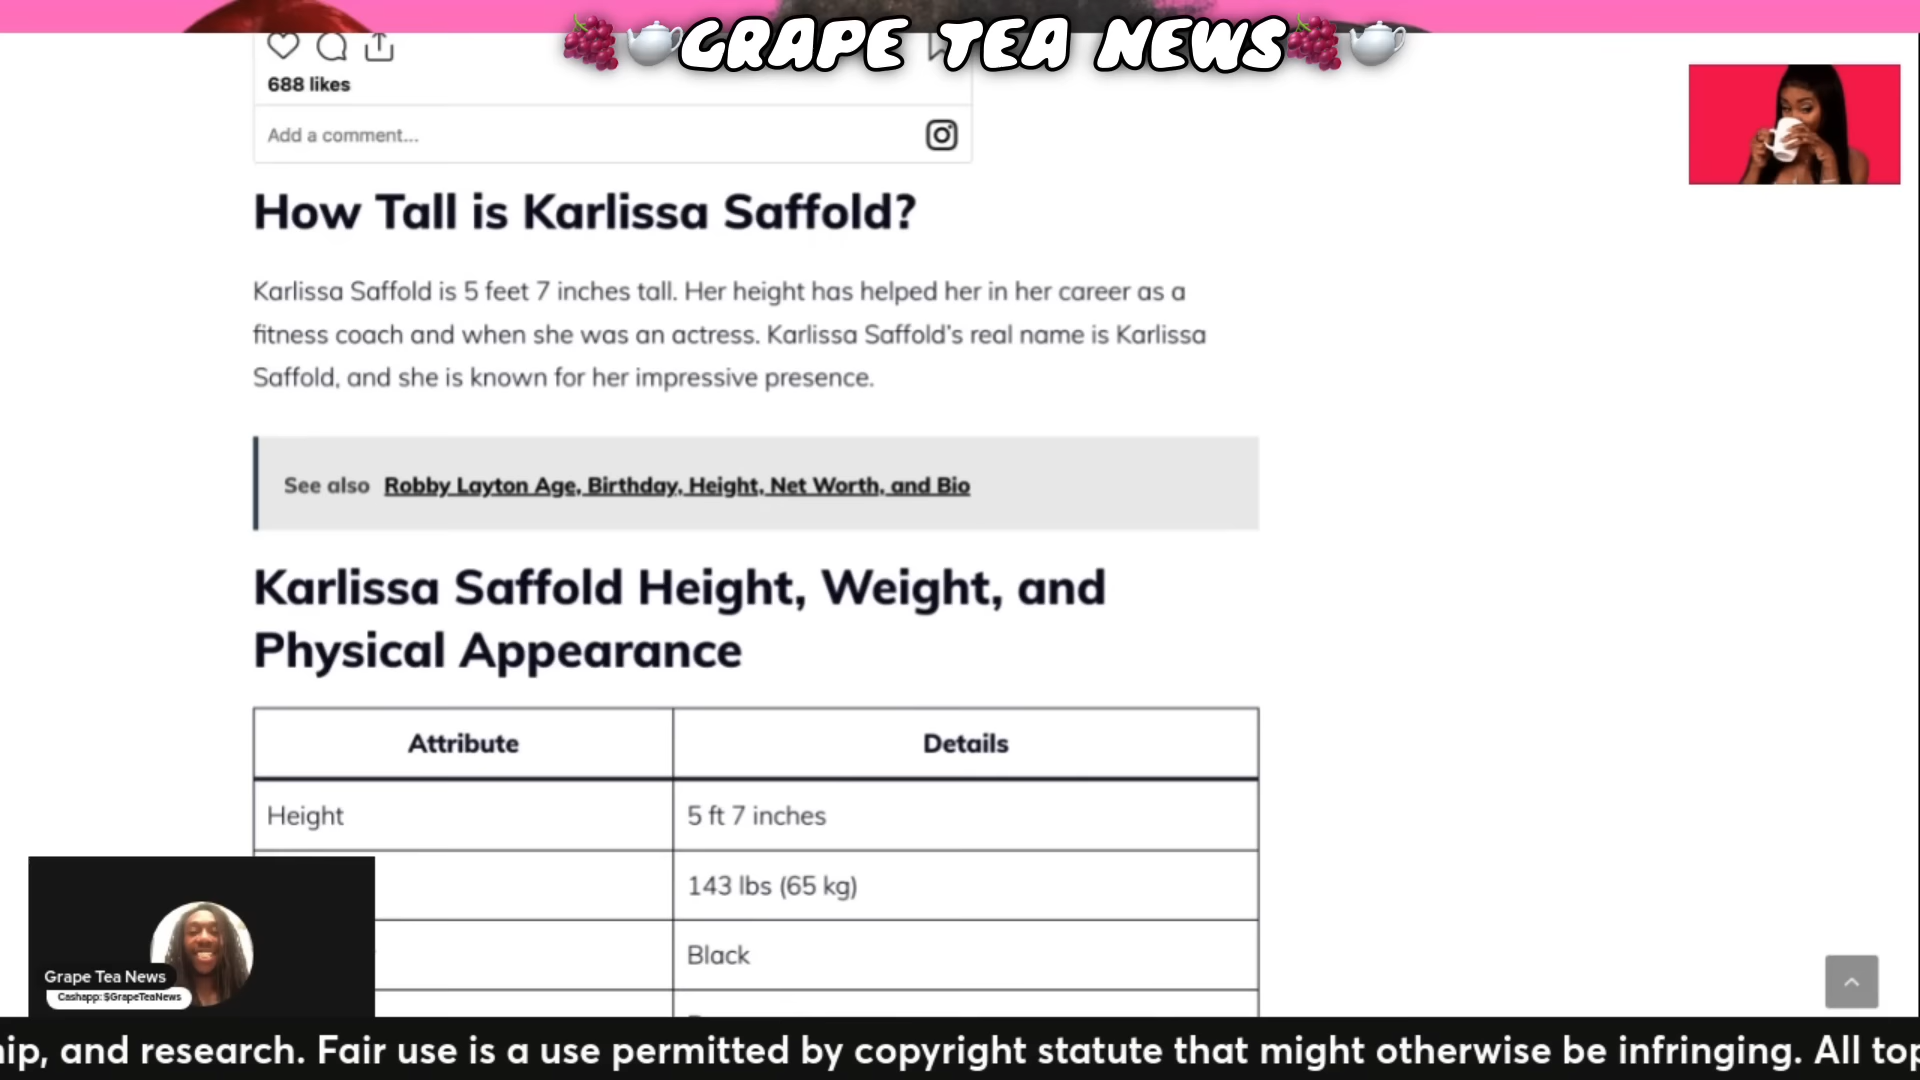 GRAPE TEA NEWS
688 likes
Add a comment...
How Tall is Karlissa Saffold?
Karlissa Saffold is 5 feet 7 inches tall. Her height has helped her in her career as a
fitness coach and when she was an actress. Karlissa Saffold's real name is Karlissa
Saffold, and she is known for her impressive presence.
See also Robby Layton Age, Birthday, Height, Net Worth, and Bio
Karlissa Saffold Height, Weight, and
Physical Appearance
Attribute Details
Height 5 ft 7 inches
143 lbs (65 kg)
Black
Grape Tea News
Cashapp: $GrapeTeaNews
ip, and research. Fair use is a use permitted by copyright statute that might otherwise be infringing. All top